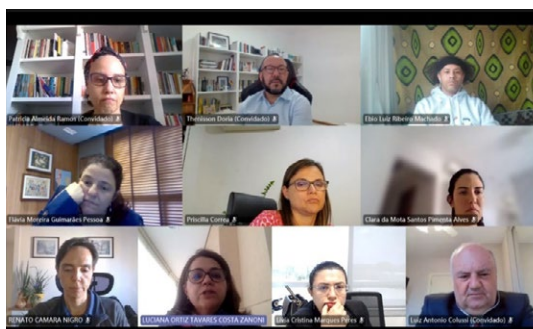 Patricia Almeida Ramos (Convidado)
Thenisson Doria (Convidado)
Ebio Luiz Ribeiro Machado
Flávia Moreira Guimarães Pessoa
Priscilla Correa
Clara da Mota Santos Pimenta Alves
RENATO CAMARA NIGRO
LUCIANA ORTIZ TAVARES COSTA ZANONI
Lívia Cristina Marques Peres
Luiz Antonio Colussi (Convidado)